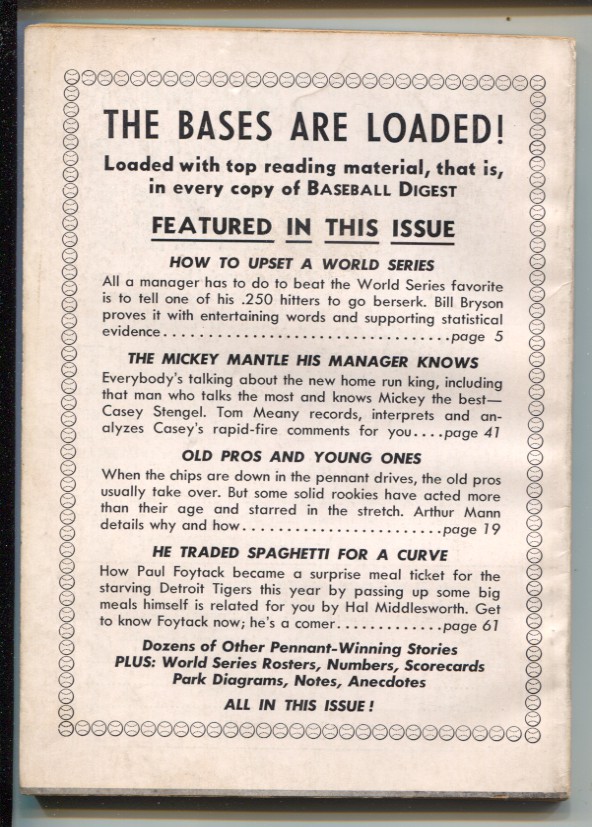 THE BASES ARE LOADED!
Loaded with top reading material, that is,
in every copy of BASEBALL DIGEST
FEATURED IN THIS ISSUE
HOW TO UPSET A WORLD SERIES
All a manager has to do to beat the World Series favorite
is to tell one of his .250 hitters to go berserk. Bill Bryson
proves it with entertaining words and supporting statistical
evidence.................................page 5
THE MICKEY MANTLE HIS MANAGER KNOWS
Everybody's talking about the new home run king, including
that man who talks the most and knows Mickey the best—
Casey Stengel. Tom Meany records, interprets and an-
alyzes Casey's rapid-fire comments for you....page 41
OLD PROS AND YOUNG ONES
When the chips are down in the pennant drives, the old pros
usually take over. But some solid rookies have acted more
than their age and starred in the stretch. Arthur Mann
details why and how.......................page 19
HE TRADED SPAGHETTI FOR A CURVE
How Paul Foytack became a surprise meal ticket for the
starving Detroit Tigers this year by passing up some big
meals himself is related for you by Hal Middlesworth. Get
to know Foytack now; he's a comer.............page 61
Dozens of Other Pennant-Winning Stories
PLUS: World Series Rosters, Numbers, Scorecards
Park Diagrams, Notes, Anecdotes
ALL IN THIS ISSUE!